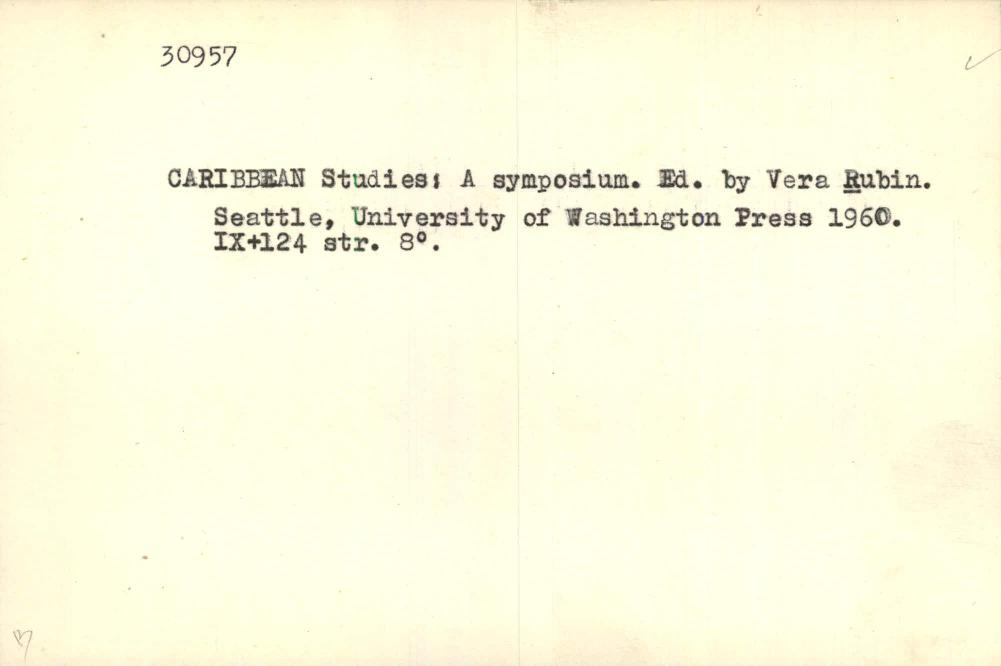 30957
CARIBBEAN Studies: A symposium. Ed. by Vera Rubin.
Seattle, University of Washington Press 1960.
IX+124 str. 8°.